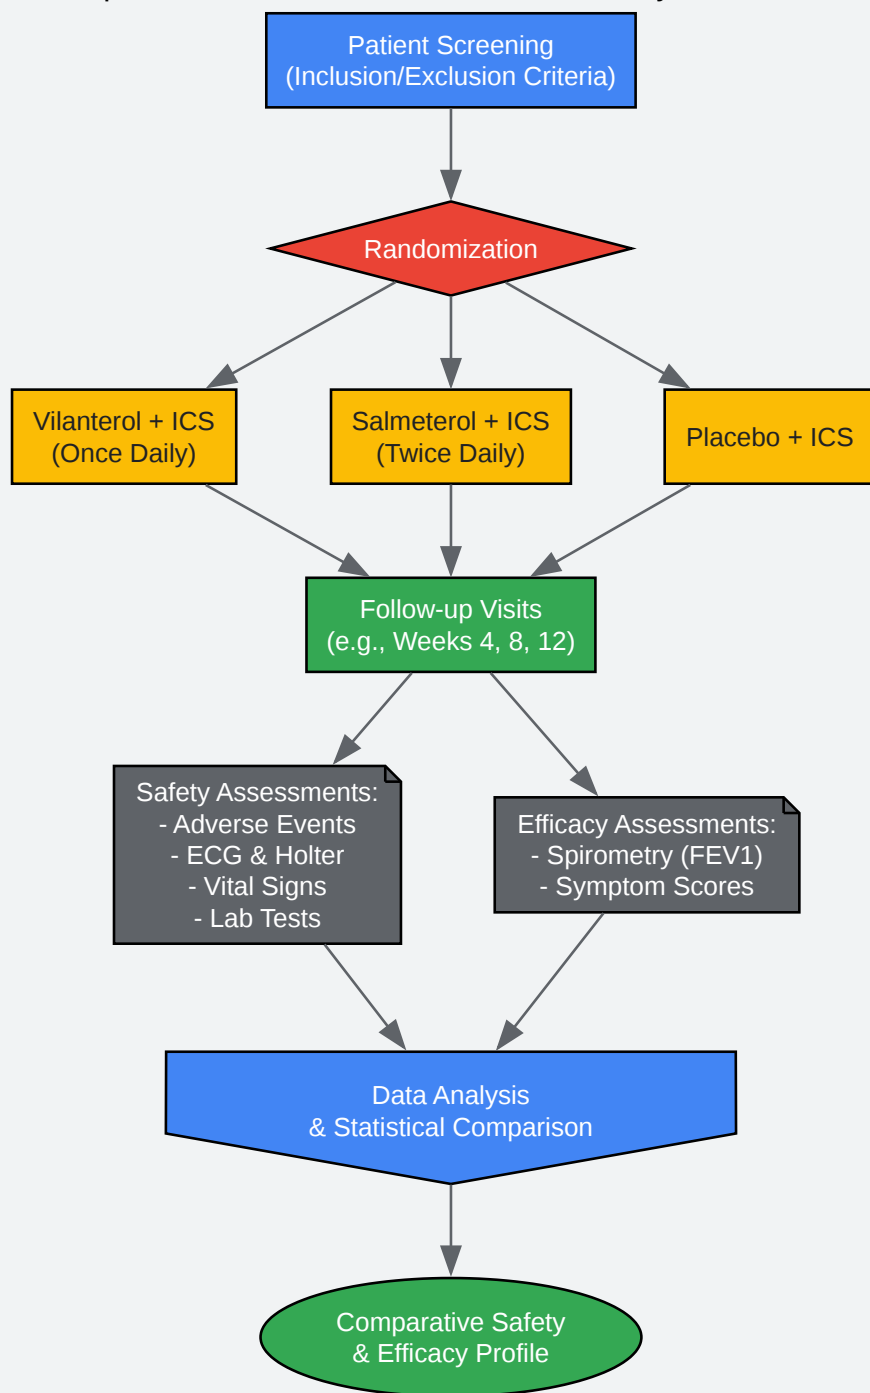 Patient Screening
(Inclusion/Exclusion Criteria)
Randomization
Vilanterol + ICS
(Once Daily)
Salmeterol + ICS
(Twice Daily)
Placebo + ICS
Follow-up Visits
(e.g., Weeks 4, 8, 12)
Safety Assessments:
- Adverse Events
- ECG & Holter
- Vital Signs
- Lab Tests
Efficacy Assessments:
- Spirometry (FEV1)
- Symptom Scores
Data Analysis
& Statistical Comparison
Comparative Safety
& Efficacy Profile